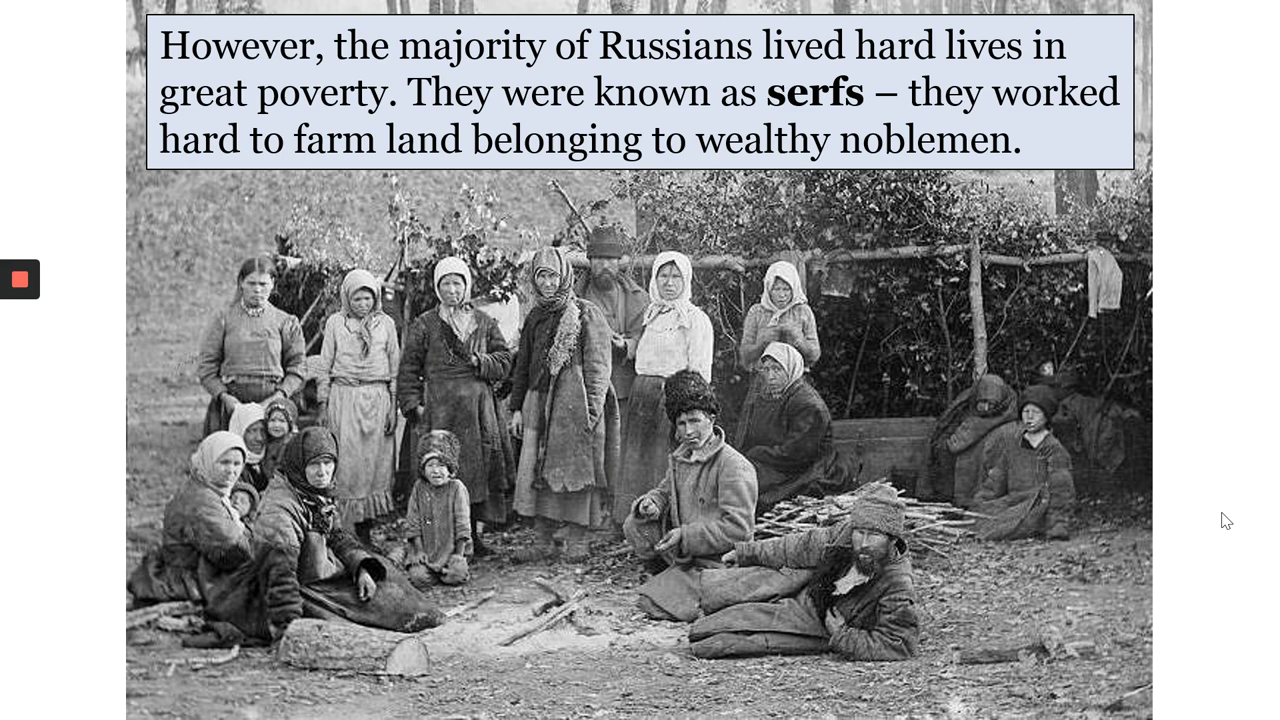 However, the majority of Russians lived hard lives in
great poverty. They were known as serfs – they worked
hard to farm land belonging to wealthy noblemen.